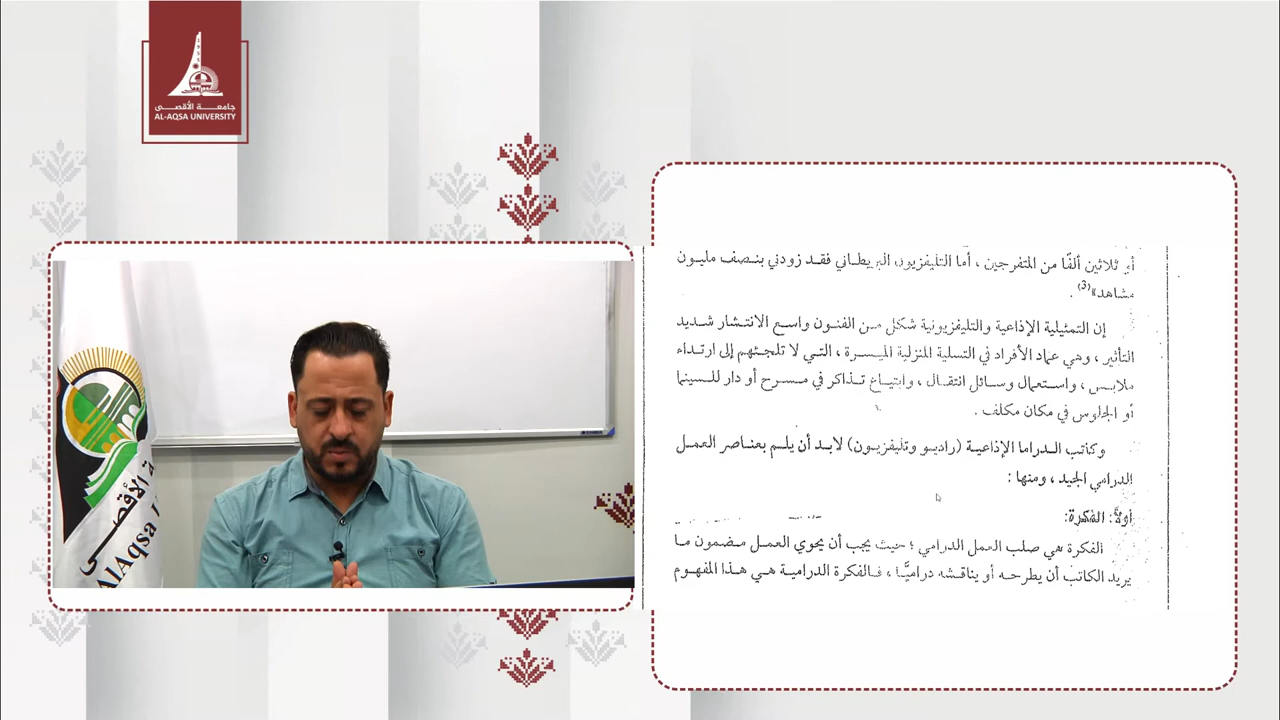 جامعة الأقصى
AL-AQSA UNIVERSITY
أو ثلاثين ألفًا من المتفرجين ، أما التليفزيون البريطاني فقد زودني بنصف مليون
مشاهد» (3) .
إن التمثيلية الإذاعية والتليفزيونية شكل من الفنون واسع الانتشار شديد
التأثير ، وهي عماد الأفراد في التسلية المنزلية الميسرة ، التي لا تلجئهم إلى ارتداء
ملابس ، واستعمال وسائل انتقال ، وابتياع تذاكر في مسرح أو دار للسينما
أو الجلوس في مكان مكلف .
وكاتب الدراما الإذاعية (راديو وتليفزيون) لابد أن يلم بعناصر العمل
الدرامي الجيد ، ومنها :
أولاً: الفكرة:
الفكرة هي صلب العمل الدرامي ؛ حيث يجب أن يحوي العمل مضمون ما
يريد الكاتب أن يطرحه أو يناقشه دراميًّا ، فالفكرة الدرامية هي هذا المفهوم
الأقصى
AlAqsa